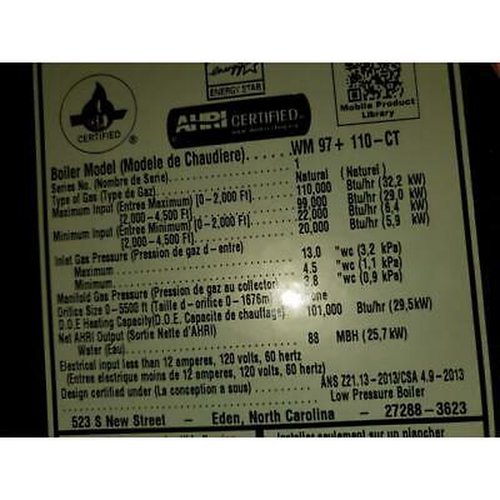 ENERGY STAR
CERTIFIED ®
AHRI CERTIFIED
Mobile Product
Library
Boiler Model (Modele de Chaudiere)..... WM 97+ 110-CT
Series No. (Nombre de Serie) 1
Type of Gas (Type de Gaz) Natural (Natural)
Maximum Input (Entree Maximum) [0-2,000 Ft]. 110,000 Btu/hr (32,2 kW)
[2,000-4,500 Ft]. 99,000 Btu/hr (29,0 kW)
Minimum Input (Entree Minimum) [0-2,000 Ft]. 22,000 Btu/hr (6,4 kW)
[2,000-4,500 Ft]. 20,000 Btu/hr (5,9 kW)
Inlet Gas Pressure (Pression de gaz d-entre)
Maximum 13.0 "wc (3,2 kPa)
Minimum 4.5 "wc (1,1 kPa)
Manifold Gas Pressure (Pression de gaz au collector) 3.8 "wc (0,9 kPa)
Orifice Size 0-5500 ft (Taille d-orifice 0-1676m)
D.O.E Heating Capacity(D.O.E. Capacite de chauffage) 101,000 Btu/hr (29,5kW)
Net AHRI Output (Sortie Nette d'AHRI)
Water (Eau) 88 MBH (25,7 kW)
Electrical input less than 12 amperes, 120 volts, 60 hertz
(Entree electrique moins de 12 amperes, 120 volts, 60 hertz)
Design certified under (La conception a sous) ANS Z21.13-2013/CSA 4.9-2013
Low Pressure Boiler
523 S New Street - Eden, North Carolina - 27288-3623
Installer seulement sur un plancher